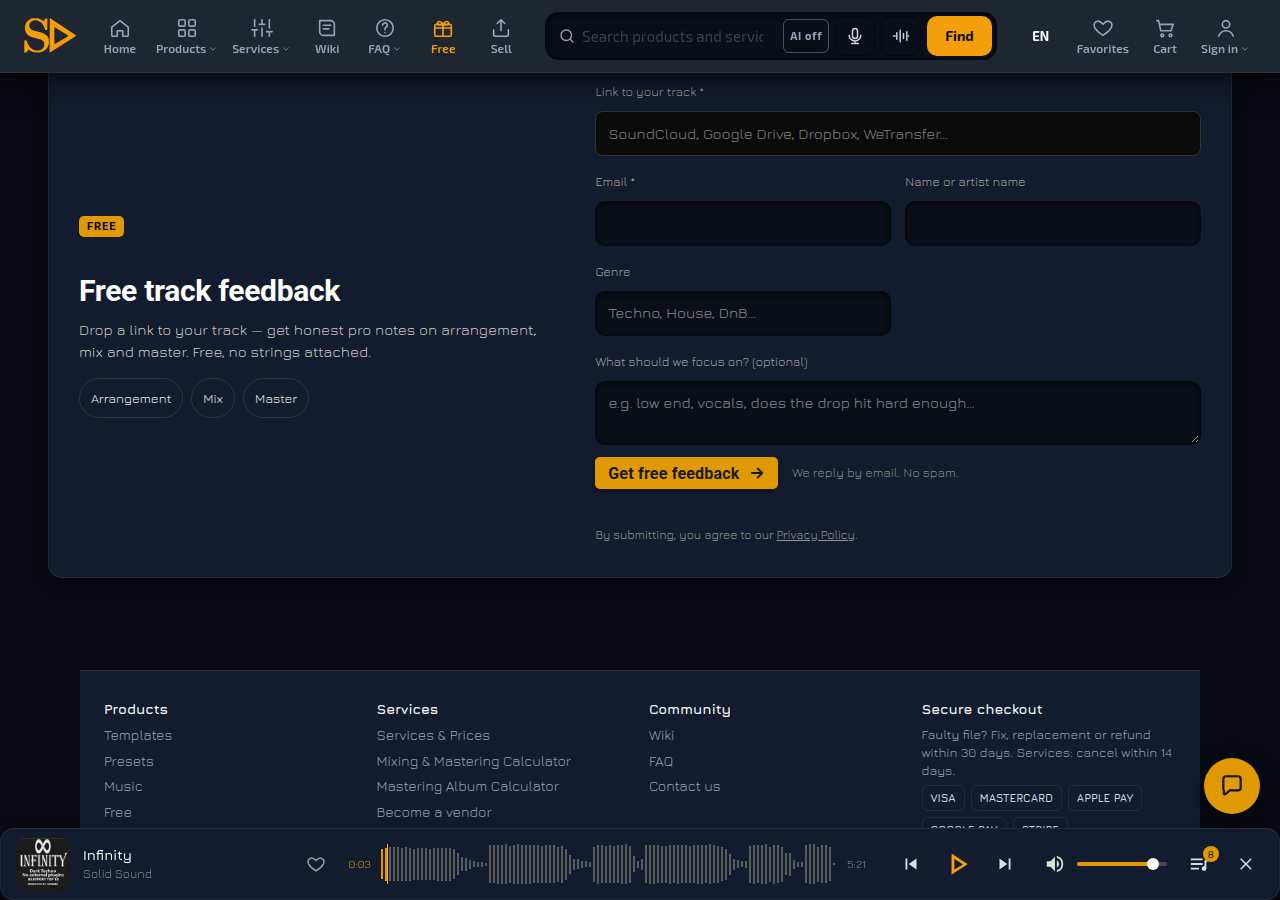 Home
Products
Services
Wiki
FAQ
Free
Sell
Search products and servic
AI off
Find
EN
Favorites
Cart
Sign in
FREE
Free track feedback
Drop a link to your track — get honest pro notes on arrangement,
mix and master. Free, no strings attached.
Arrangement
Mix
Master
Link to your track *
SoundCloud, Google Drive, Dropbox, WeTransfer...
Email *
Name or artist name
Genre
Techno, House, DnB...
What should we focus on? (optional)
e.g. low end, vocals, does the drop hit hard enough...
Get free feedback
We reply by email. No spam.
By submitting, you agree to our Privacy Policy.
Products
Templates
Presets
Music
Free
Services
Services & Prices
Mixing & Mastering Calculator
Mastering Album Calculator
Become a vendor
Community
Wiki
FAQ
Contact us
Secure checkout
Faulty file? Fix, replacement or refund
within 30 days. Services: cancel within 14
days.
VISA
MASTERCARD
APPLE PAY
GOOGLE PAY
STRIPE
INFINITY
Infinity
Solid Sound
0:03
5:21
8